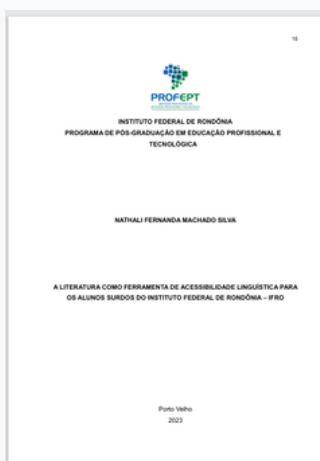 15
PROFEPT
INSTITUTO FEDERAL DE RONDÔNIA
PROGRAMA DE PÓS-GRADUAÇÃO EM EDUCAÇÃO PROFISSIONAL E
TECNOLÓGICA
NATHALI FERNANDA MACHADO SILVA
A LITERATURA COMO FERRAMENTA DE ACESSIBILIDADE LINGUÍSTICA PARA
OS ALUNOS SURDOS DO INSTITUTO FEDERAL DE RONDÔNIA – IFRO
Porto Velho
2023